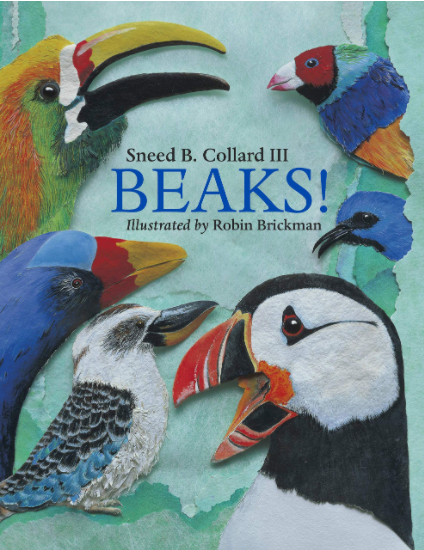 Sneed B. Collard III
BEAKS!
Illustrated by Robin Brickman